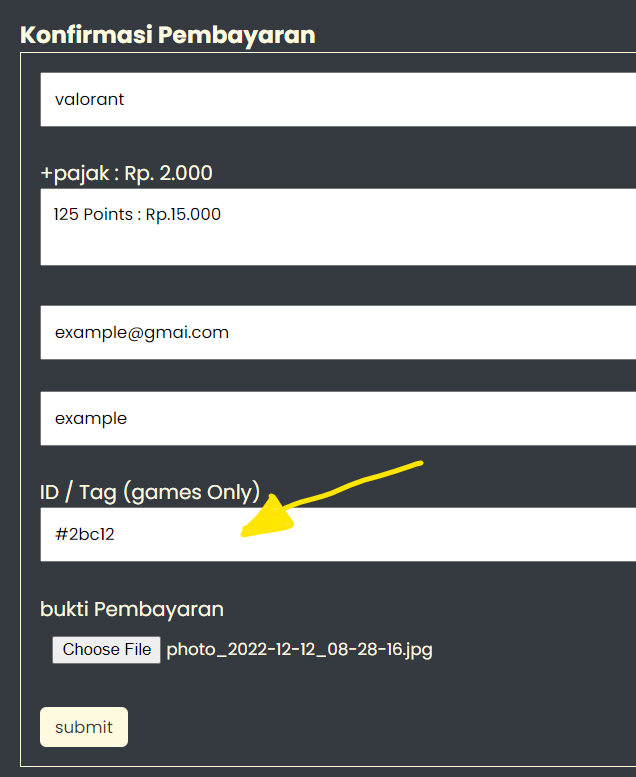 Konfirmasi Pembayaran
valorant
+pajak : Rp. 2.000
125 Points : Rp.15.000
example@gmai.com
example
ID / Tag (games Only)
#2bc12
bukti Pembayaran
Choose File photo_2022-12-12_08-28-16.jpg
submit